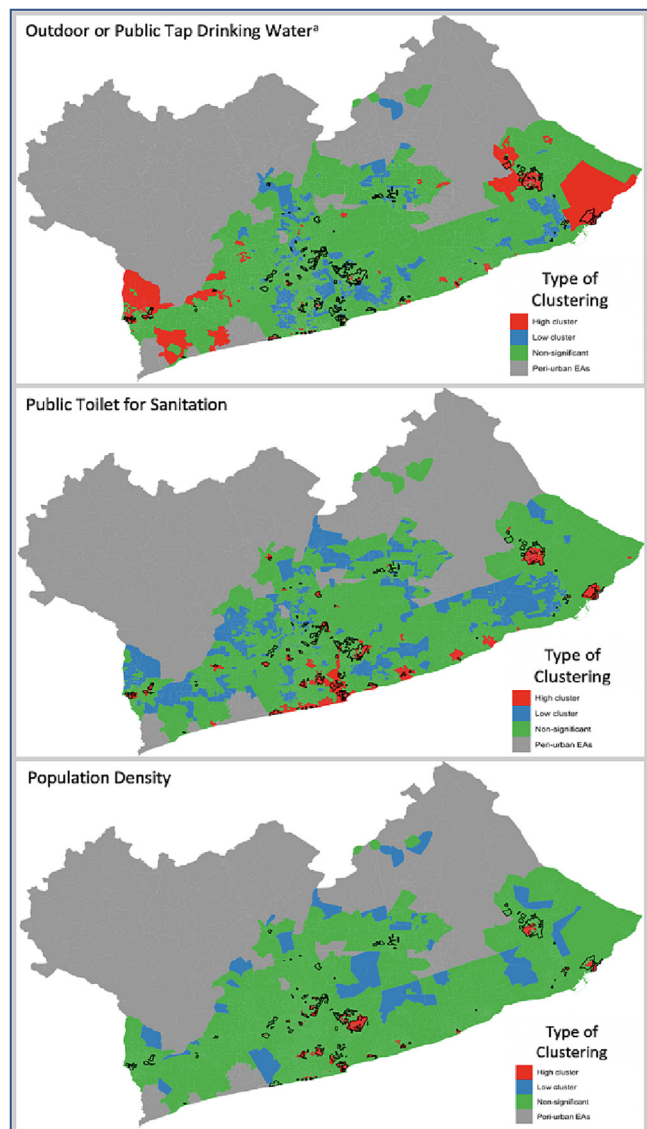 Outdoor or Public Tap Drinking Waterᵃ
Type of
Clustering
High cluster
Low cluster
Non-significant
Peri-urban EAs
Public Toilet for Sanitation
Type of
Clustering
High cluster
Low cluster
Non-significant
Peri-urban EAs
Population Density
Type of
Clustering
High cluster
Low cluster
Non-significant
Peri-urban EAs